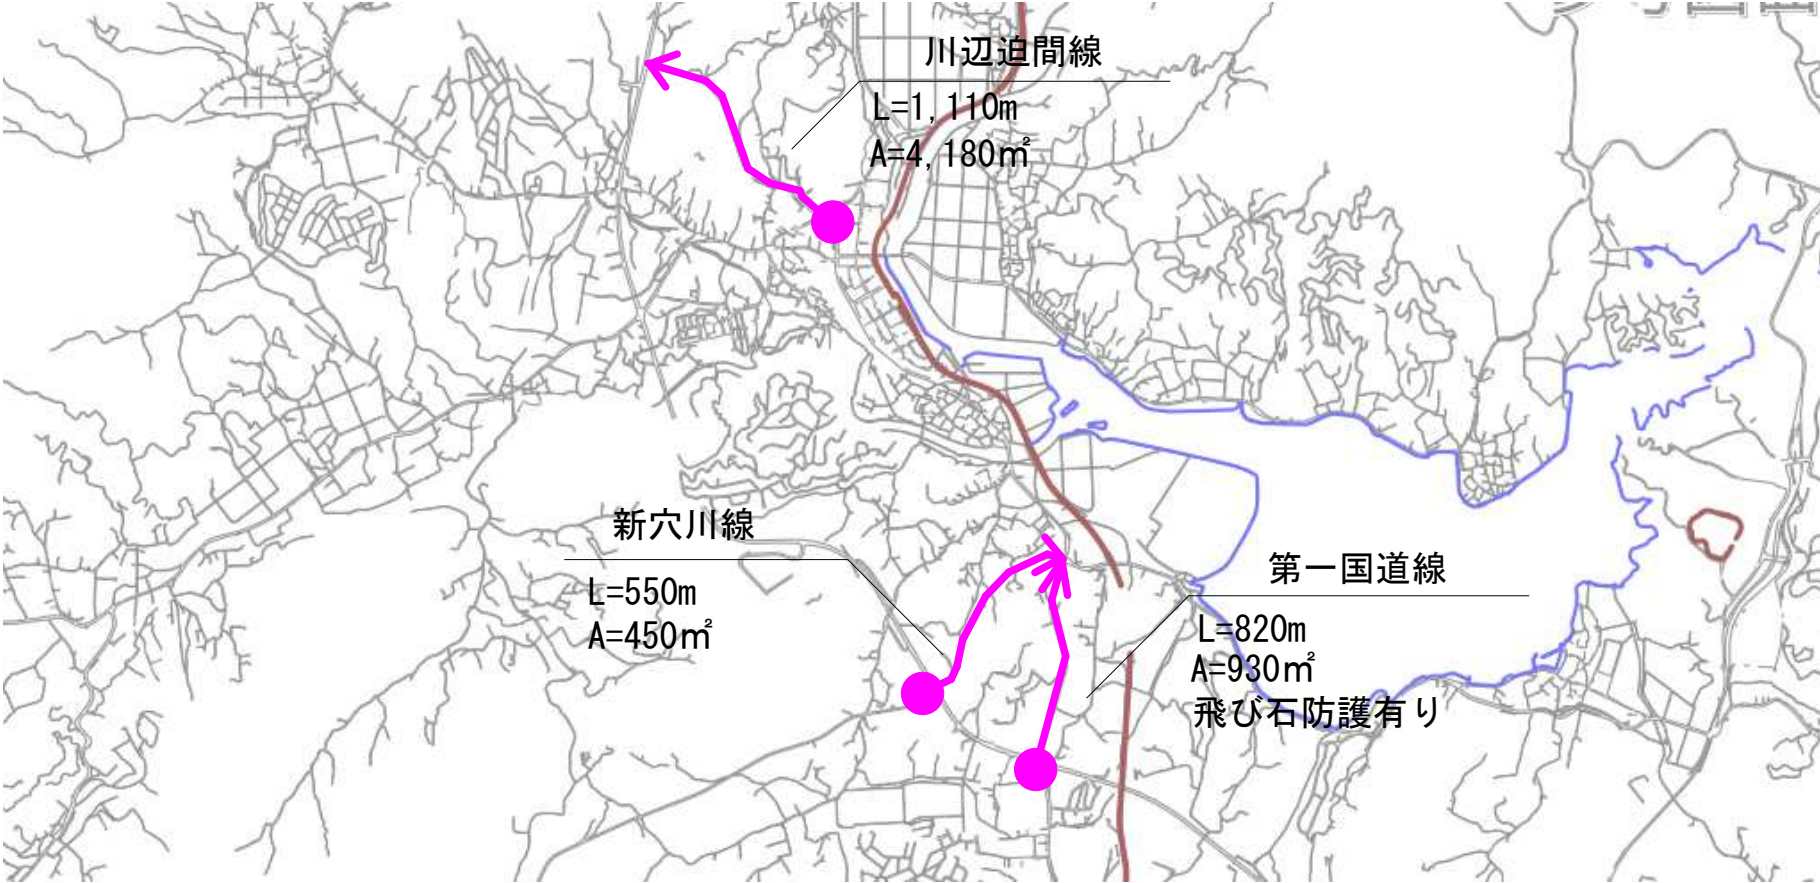 川辺迫間線
L=1,110m
A=4,180㎡
新穴川線
L=550m
A=450㎡
第一国道線
L=820m
A=930㎡
飛び石防護有り